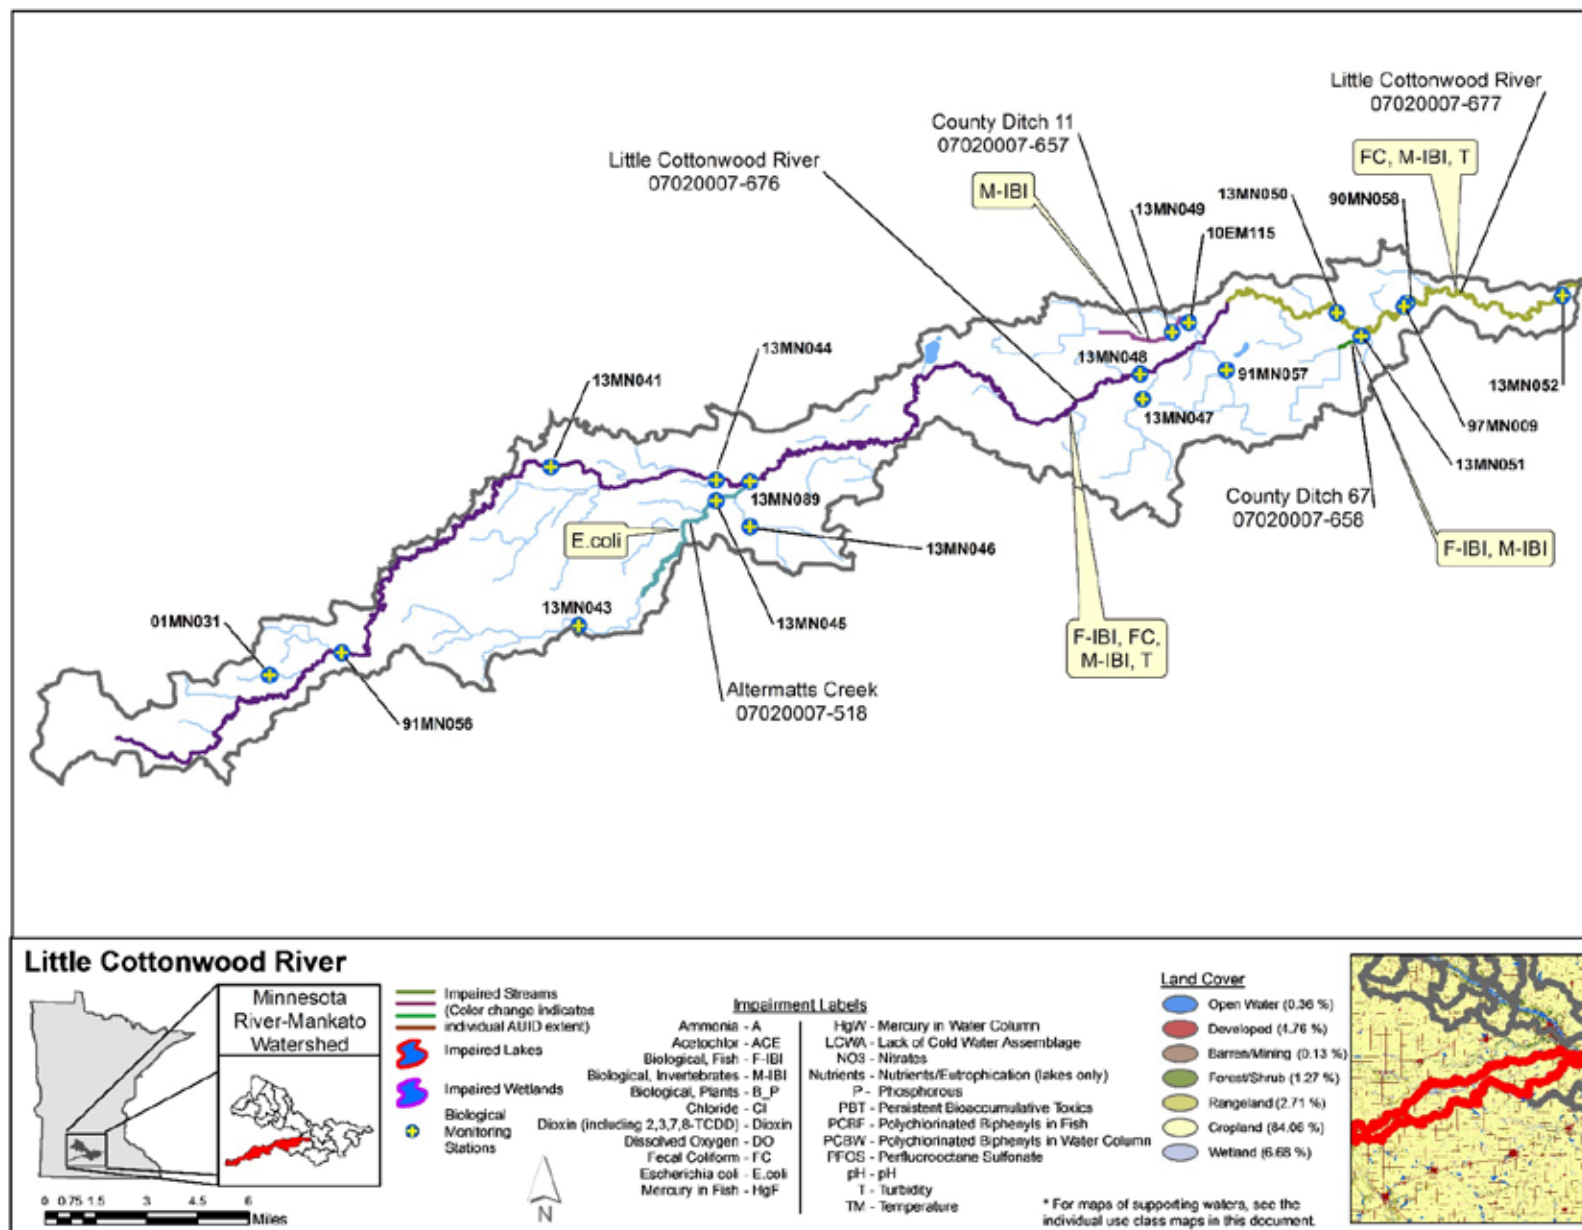 Little Cottonwood River
07020007-677
County Ditch 11
07020007-657
FC, M-IBI, T
Little Cottonwood River
07020007-676
M-IBI
13MN050
90MN058
13MN049
10EM115
13MN044
13MN048
13MN041
91MN057
13MN052
13MN047
97MN009
13MN051
13MN089
County Ditch 67
07020007-658
E.coli
13MN046
F-IBI, M-IBI
13MN043
01MN031
13MN045
F-IBI, FC,
M-IBI, T
Altermatts Creek
07020007-518
91MN056
Little Cottonwood River
Minnesota
River-Mankato
Watershed
0 0.75 1.5 3 4.5 6
Miles
Impaired Streams
(Color change indicates
individual AUID extent)
Impaired Lakes
Impaired Wetlands
Biological
Monitoring
Stations
N
Impairment Labels
Ammonia - A
Acetochlor - ACE
Biological, Fish - F-IBI
Biological, Invertebrates - M-IBI
Biological, Plants - B_P
Chloride - Cl
Dioxin (including 2,3,7,8-TCDD) - Dioxin
Dissolved Oxygen - DO
Fecal Coliform - FC
Escherichia coli - E.coli
Mercury in Fish - HgF
HgW - Mercury in Water Column
LCWA - Lack of Cold Water Assemblage
NO3 - Nitrates
Nutrients - Nutrients/Eutrophication (lakes only)
P - Phosphorous
PBT - Persistent Bioaccumulative Toxics
PCBF - Polychlorinated Biphenyls in Fish
PCBW - Polychlorinated Biphenyls in Water Column
PFOS - Perfluorooctane Sulfonate
pH - pH
T - Turbidity
TM - Temperature
Land Cover
Open Water (0.36 %)
Developed (4.76 %)
Barren/Mining (0.13 %)
Forest/Shrub (1.27 %)
Rangeland (2.71 %)
Cropland (84.06 %)
Wetland (6.68 %)
* For maps of supporting waters, see the
individual use class maps in this document.